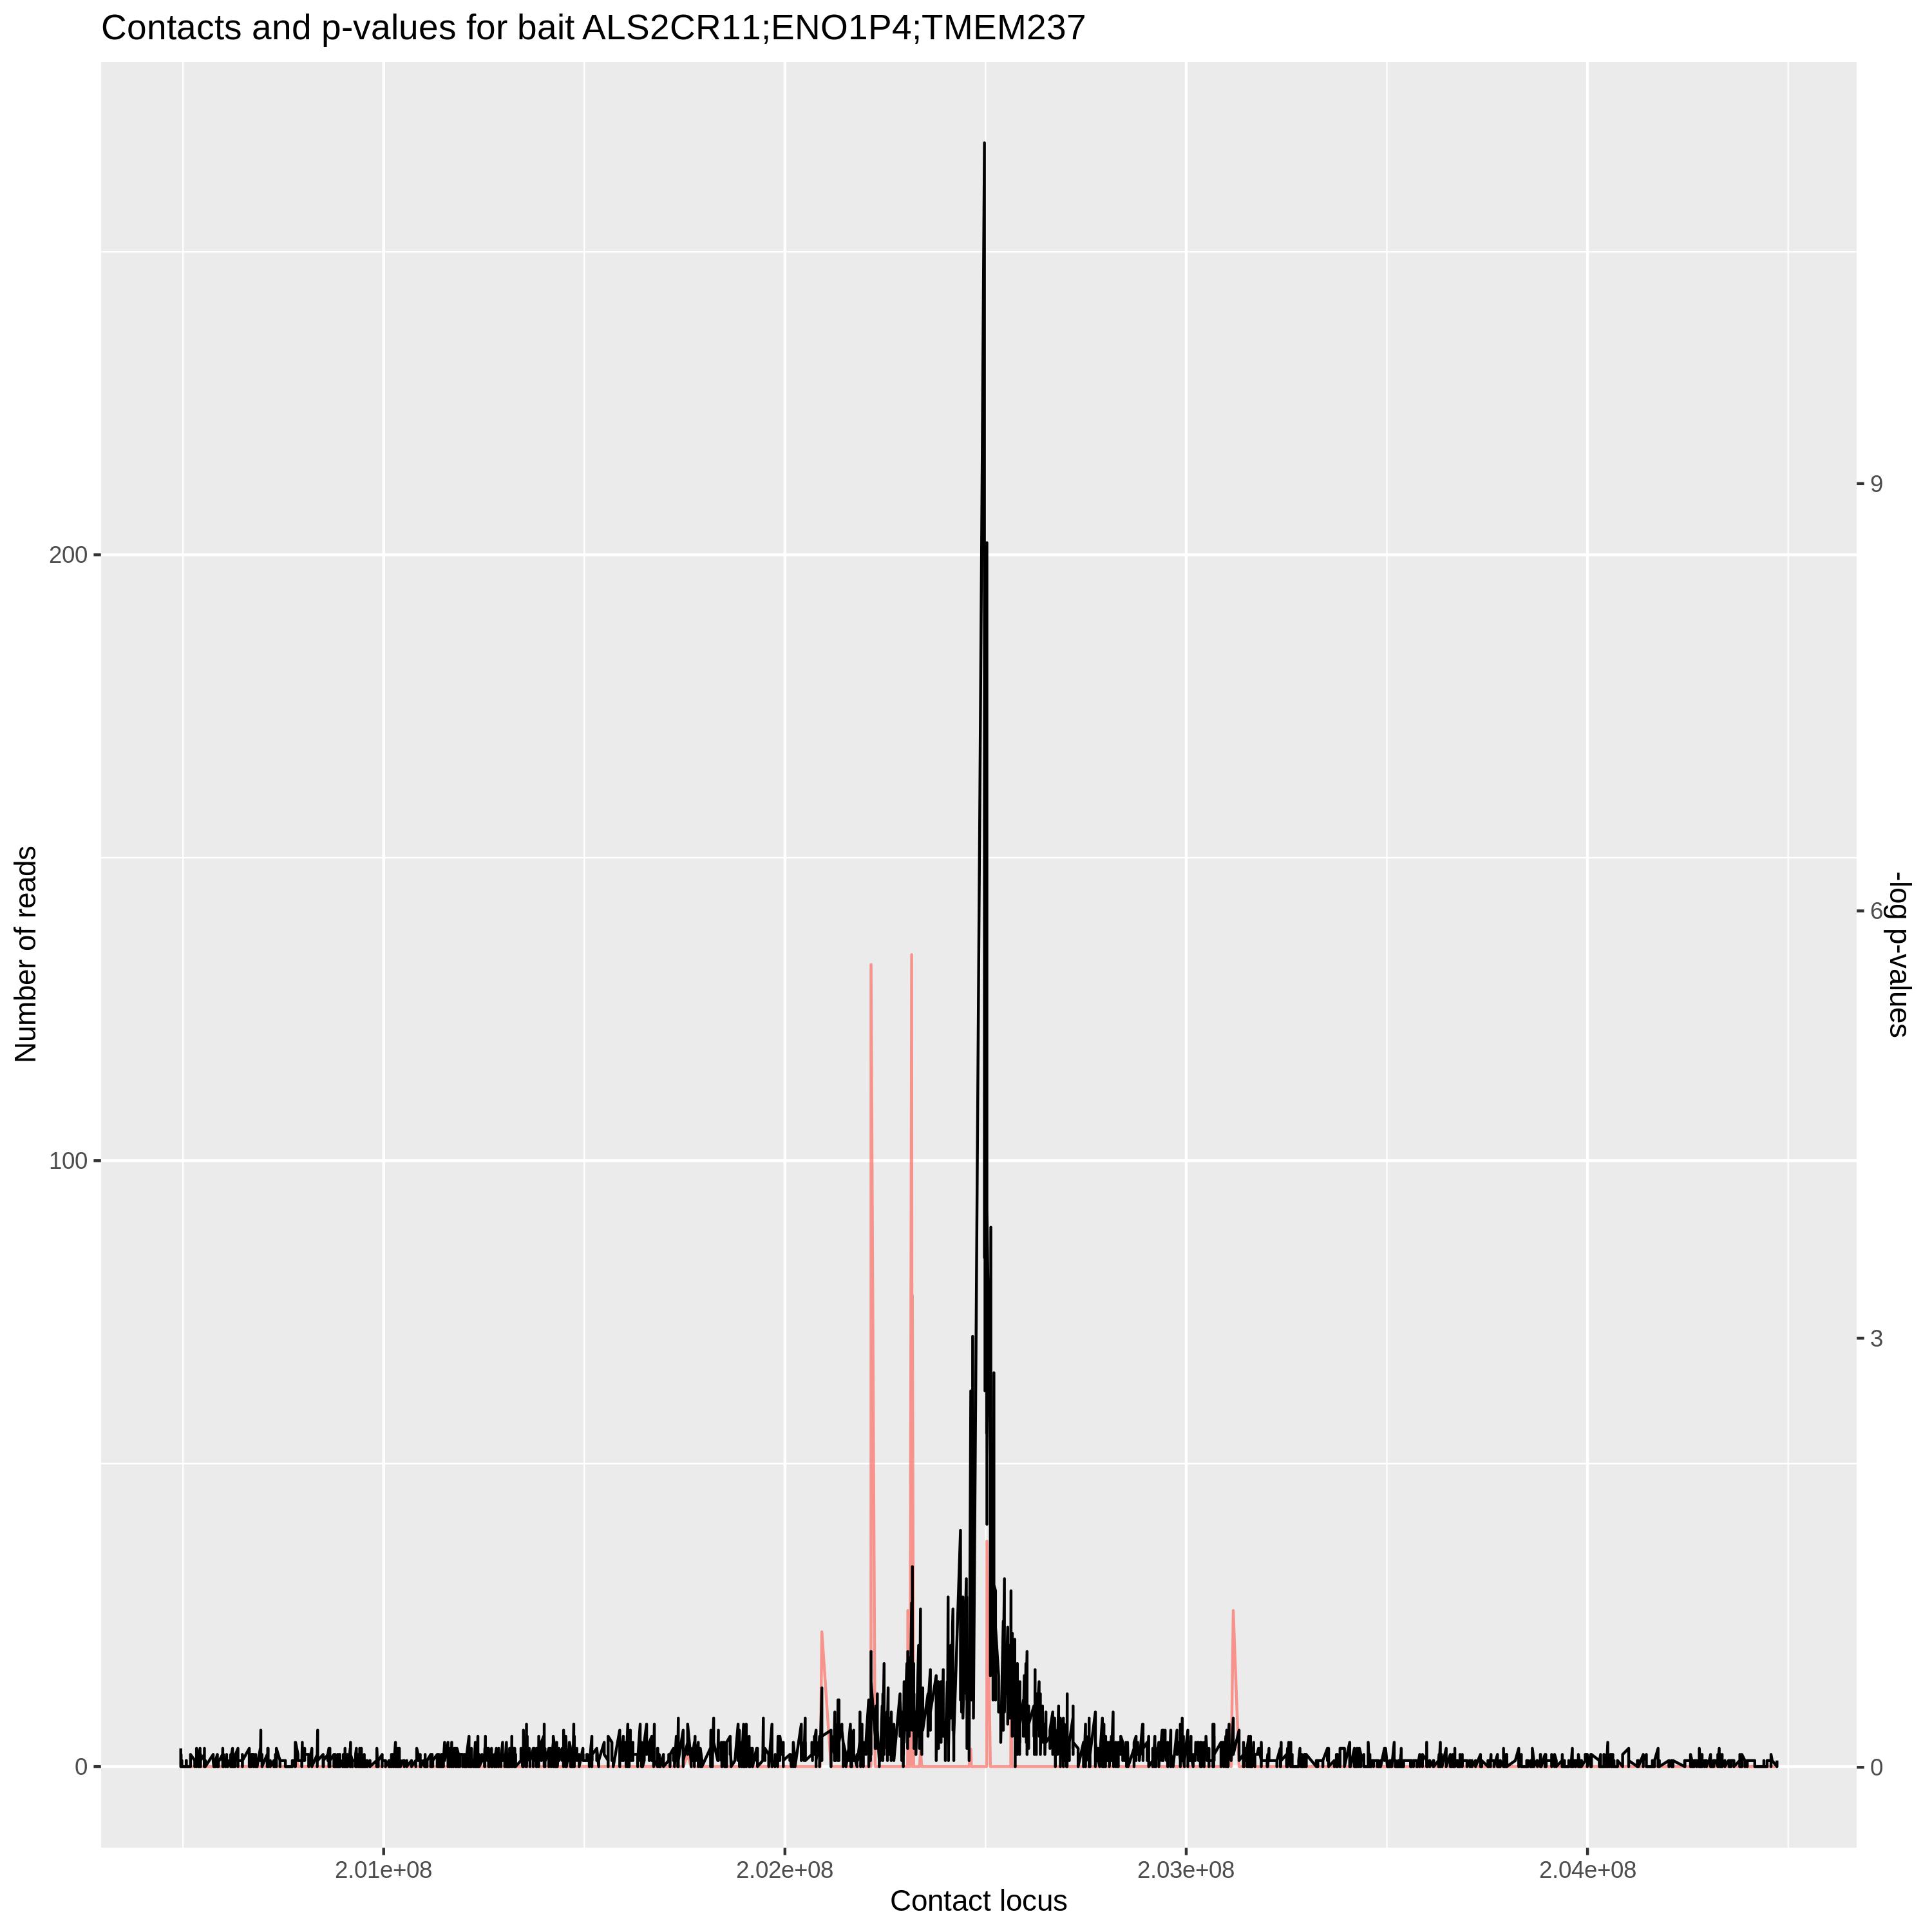 Contacts and p-values for bait ALS2CR11;ENO1P4;TMEM237
Number of reads
200
100
0
9
6
3
0
-log p-values
2.01e+08
2.02e+08
2.03e+08
2.04e+08
Contact locus